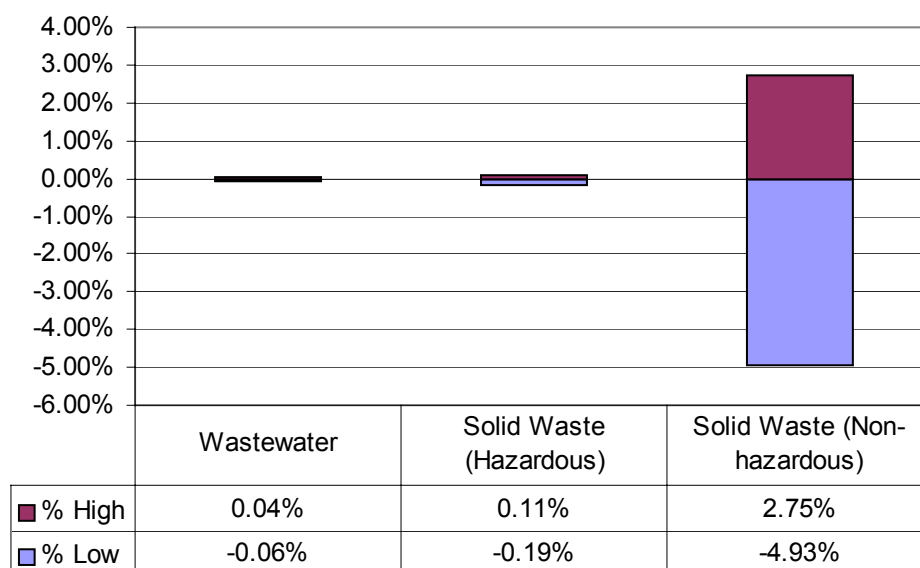 4.00%
3.00%
2.00%
1.00%
0.00%
-1.00%
-2.00%
-3.00%
-4.00%
-5.00%
-6.00%
Wastewater
Solid Waste
(Hazardous)
Solid Waste (Non-
hazardous)
% High 0.04% 0.11% 2.75%
% Low -0.06% -0.19% -4.93%